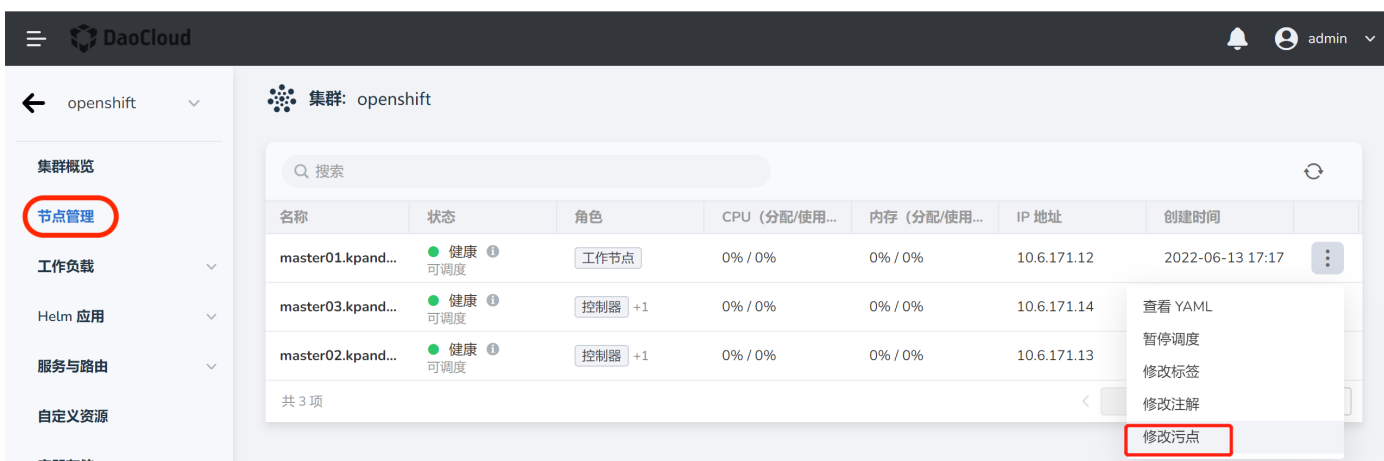 DaoCloud
admin
openshift
集群: openshift
集群概览
搜索
节点管理
名称 状态 角色 CPU（分配/使用... 内存（分配/使用... IP 地址 创建时间
master01.kpand... 健康 工作节点 0% / 0% 0% / 0% 10.6.171.12 2022-06-13 17:17
可调度
工作负载
master03.kpand... 健康 控制器 +1 0% / 0% 0% / 0% 10.6.171.14
可调度
Helm 应用
master02.kpand... 健康 控制器 +1 0% / 0% 0% / 0% 10.6.171.13
可调度
服务与路由
共 3 项
自定义资源
查看 YAML
暂停调度
修改标签
修改注解
修改污点